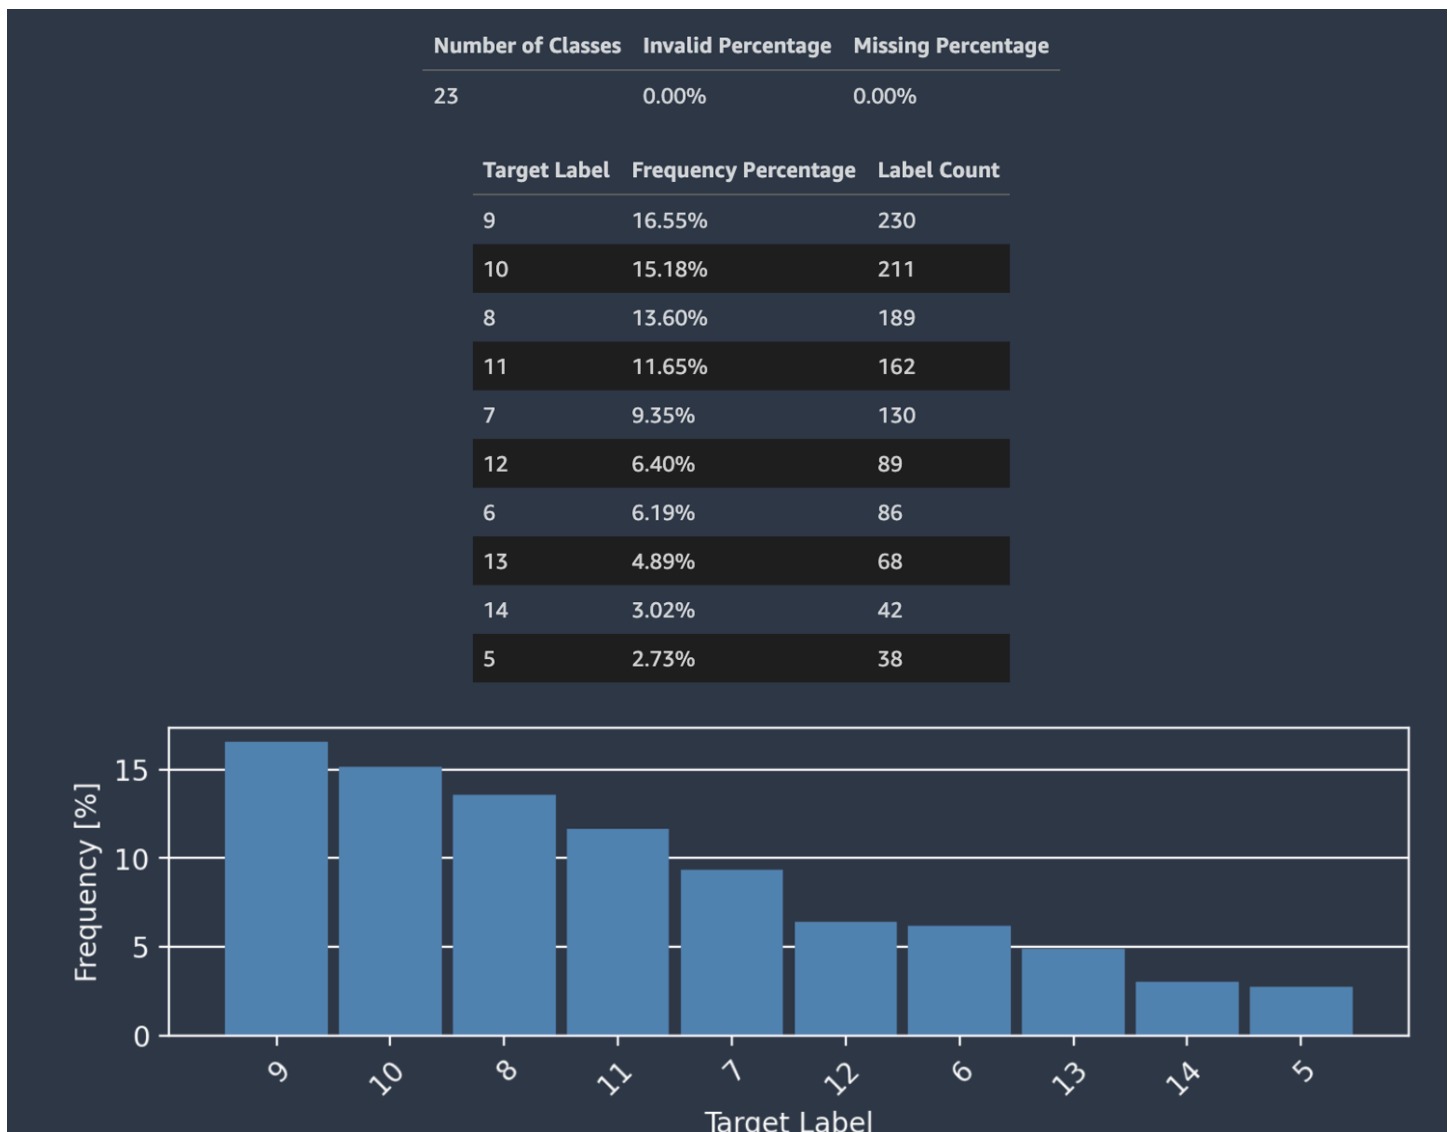 Number of Classes Invalid Percentage Missing Percentage
23 0.00% 0.00%
Target Label Frequency Percentage Label Count
9 16.55% 230
10 15.18% 211
8 13.60% 189
11 11.65% 162
7 9.35% 130
12 6.40% 89
6 6.19% 86
13 4.89% 68
14 3.02% 42
5 2.73% 38
Frequency [%]
15
10
5
0
9 10 8 11 7 12 6 13 14 5
Target Label